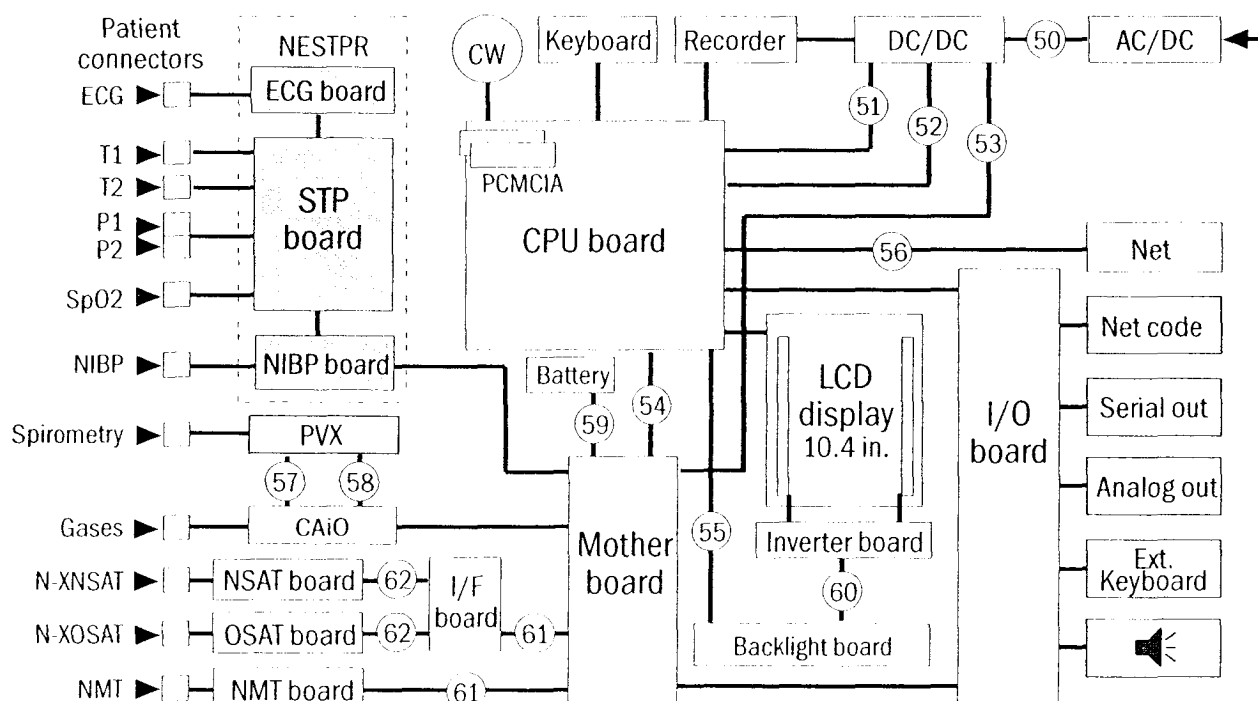 Patient
connectors
NESTPR
CW
Keyboard
Recorder
DC/DC
50
AC/DC
ECG
ECG board
51
52
53
T1
T2
P1
P2
STP
board
PCMCIA
CPU board
56
Net
SpO2
Net code
NIBP
NIBP board
Battery
59
54
LCD
display
10.4 in.
I/O
board
Serial out
Spirometry
PVX
57
58
Analog out
Gases
CAiO
Mother
board
55
Inverter board
Ext.
Keyboard
N-XNSAT
NSAT board
62
I/F
board
60
N-XOSAT
OSAT board
62
61
Backlight board
NMT
NMT board
61